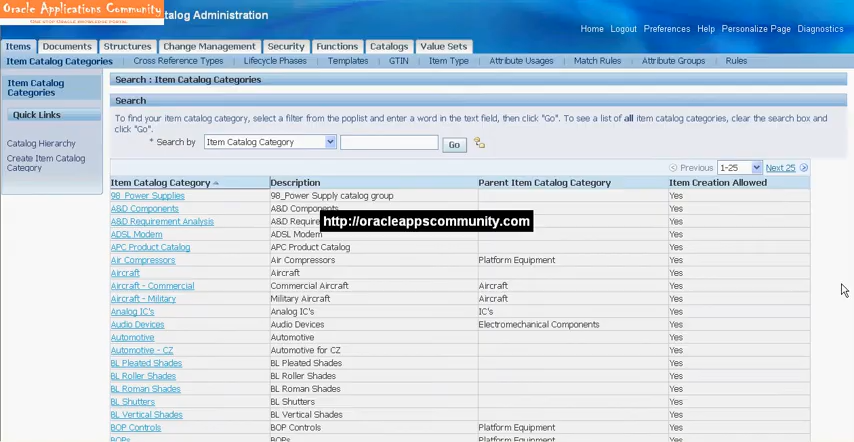 Oracle Applications Community
Catalog Administration
Home Logout Preferences Help Personalize Page Diagnostics
Items Documents Structures Change Management Security Functions Catalogs Value Sets
Item Catalog Categories | Cross Reference Types | Lifecycle Phases | Templates | GTIN | Item Type | Attribute Usages | Match Rules | Attribute Groups | Rules
Item Catalog
Categories
Quick Links
Catalog Hierarchy
Create Item Catalog
Category
Search : Item Catalog Categories
Search
To find your item catalog category, select a filter from the poplist and enter a word in the text field, then click "Go". To see a list of all item catalog categories, clear the search box and
click "Go".
* Search by Item Catalog Category Go
Previous 1-25 Next 25
Item Catalog Category Description Parent Item Catalog Category Item Creation Allowed
98_Power Supplies 98_Power Supply catalog group Yes
A&D Components A&D Components Yes
A&D Requirement Analysis A&D Requ Yes
http://oracleappscommunity.com
ADSL Modem ADSL Modem Yes
APC Product Catalog APC Product Catalog Yes
Air Compressors Air Compressors Platform Equipment Yes
Aircraft Aircraft Yes
Aircraft - Commercial Commercial Aircraft Aircraft Yes
Aircraft - Military Military Aircraft Aircraft Yes
Analog IC's Analog IC's IC's Yes
Audio Devices Audio Devices Electromechanical Components Yes
Automotive Automotive Yes
Automotive - CZ Automotive for CZ Yes
BL Pleated Shades BL Pleated Shades Yes
BL Roller Shades BL Roller Shades Yes
BL Roman Shades BL Roman Shades Yes
BL Shutters BL Shutters Yes
BL Vertical Shades BL Vertical Shades Yes
BOP Controls BOP Controls Platform Equipment Yes
BOPs BOPs Platform Equipment Yes